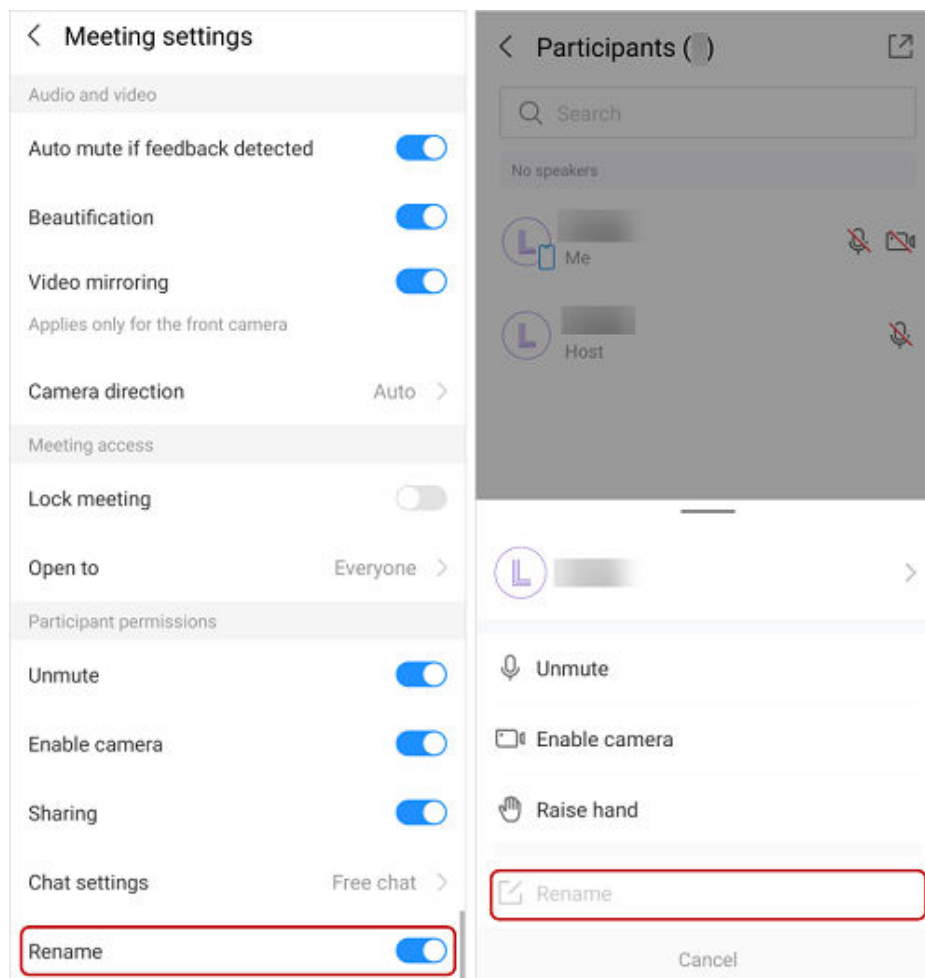 Meeting settings
Audio and video
Auto mute if feedback detected
Beautification
Video mirroring
Applies only for the front camera
Camera direction Auto
Meeting access
Lock meeting
Open to Everyone
Participant permissions
Unmute
Enable camera
Sharing
Chat settings Free chat
Rename
Participants ( )
Search
No speakers
L
Me
L
Host
L
Unmute
Enable camera
Raise hand
Rename
Cancel